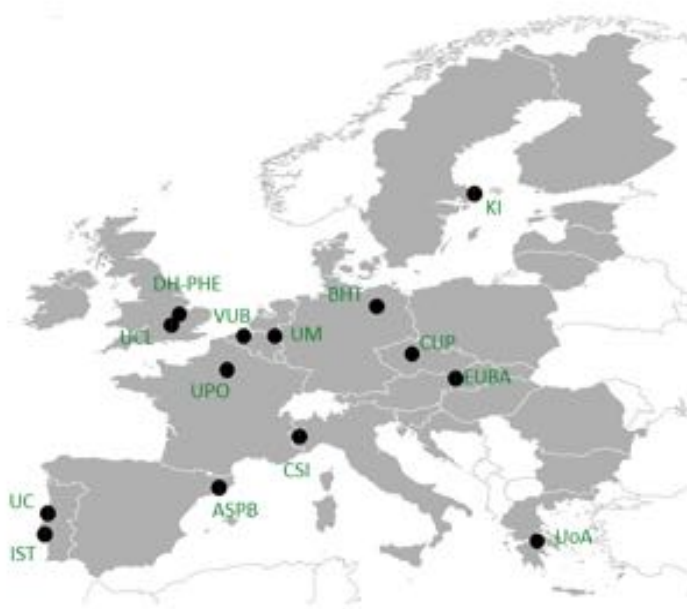 KI
DH-PHE
BHT
VUB
UCL
UM
CUP
EUBA
UPO
CSI
UC
ASPB
IST
UoA